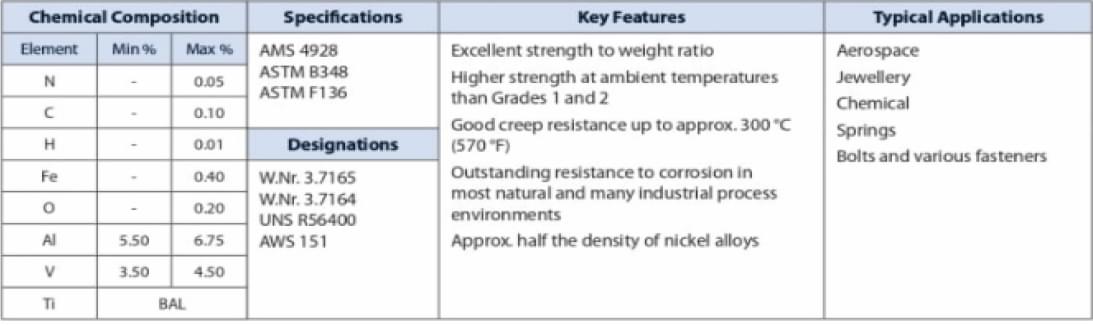 Chemical Composition
Element Min % Max %
N - 0.05
C - 0.10
H - 0.01
Fe - 0.40
O - 0.20
Al 5.50 6.75
V 3.50 4.50
Ti BAL
Specifications
AMS 4928
ASTM B348
ASTM F136
Designations
W.Nr. 3.7165
W.Nr. 3.7164
UNS R56400
AWS 151
Key Features
Excellent strength to weight ratio
Higher strength at ambient temperatures
than Grades 1 and 2
Good creep resistance up to approx. 300 °C
(570 °F)
Outstanding resistance to corrosion in
most natural and many industrial process
environments
Approx. half the density of nickel alloys
Typical Applications
Aerospace
Jewellery
Chemical
Springs
Bolts and various fasteners